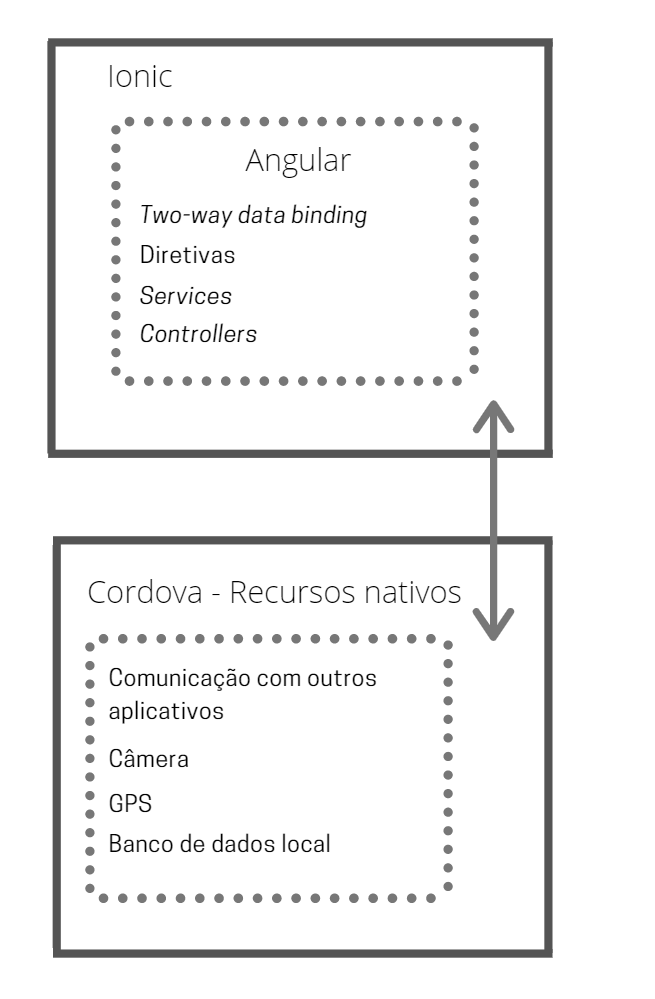 Ionic
Angular
Two-way data binding
Diretivas
Services
Controllers
Cordova - Recursos nativos
Comunicação com outros
aplicativos
Câmera
GPS
Banco de dados local